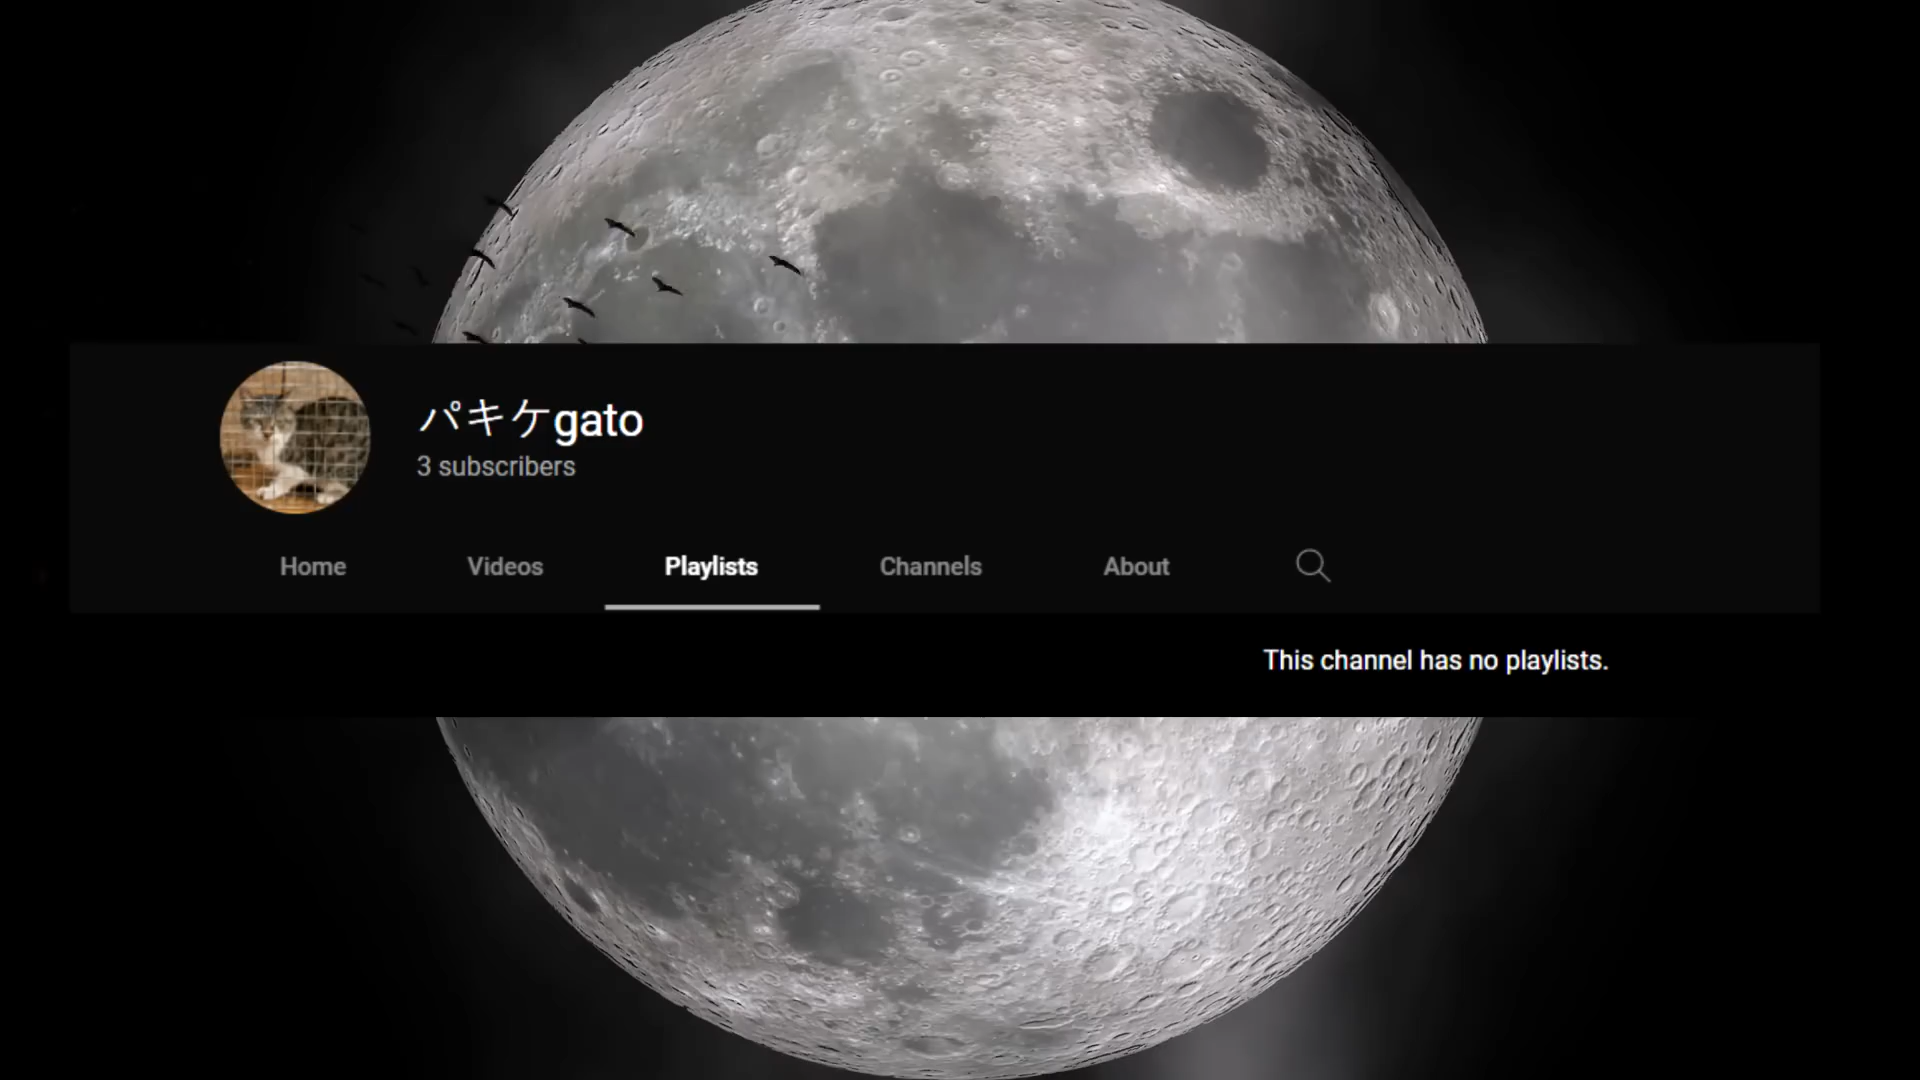 パキケgato
3 subscribers
Home Videos Playlists Channels About
This channel has no playlists.